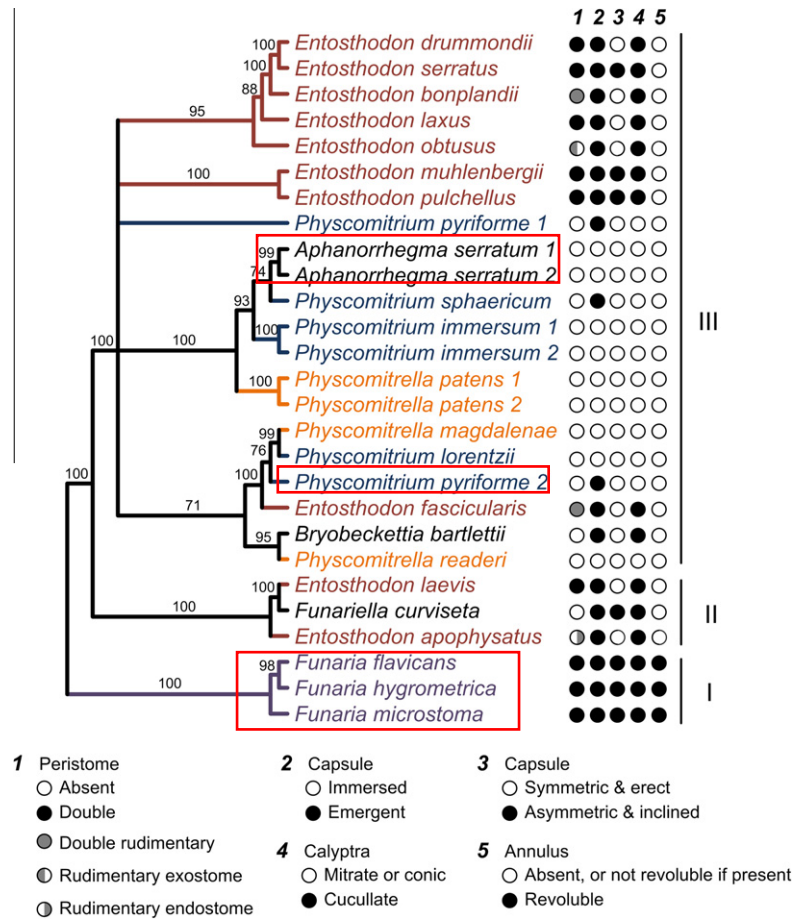 1 2 3 4 5
100 Entosthodon drummondii
100 Entosthodon serratus
88 Entosthodon bonplandii
95 Entosthodon laxus
Entosthodon obtusus
100 Entosthodon muhlenbergii
Entosthodon pulchellus
Physcomitrium pyriforme 1
99 Aphanorrhegma serratum 1
74 Aphanorrhegma serratum 2
93 Physcomitrium sphaericum
III
100 Physcomitrium immersum 1
100 100 Physcomitrium immersum 2
100 Physcomitrella patens 1
Physcomitrella patens 2
99 Physcomitrella magdalenae
76 Physcomitrium lorentzii
100 100 Physcomitrium pyriforme 2
71 Entosthodon fascicularis
95 Bryobeckettia bartlettii
Physcomitrella readeri
100 Entosthodon laevis
100 Funariella curviseta
II
Entosthodon apophysatus
98 Funaria flavicans
100 Funaria hygrometrica
I
Funaria microstoma
1 Peristome
Absent
Double
Double rudimentary
Rudimentary exostome
Rudimentary endostome
2 Capsule
Immersed
Emergent
3 Capsule
Symmetric & erect
Asymmetric & inclined
4 Calyptra
Mitrate or conic
Cucullate
5 Annulus
Absent, or not revoluble if present
Revoluble